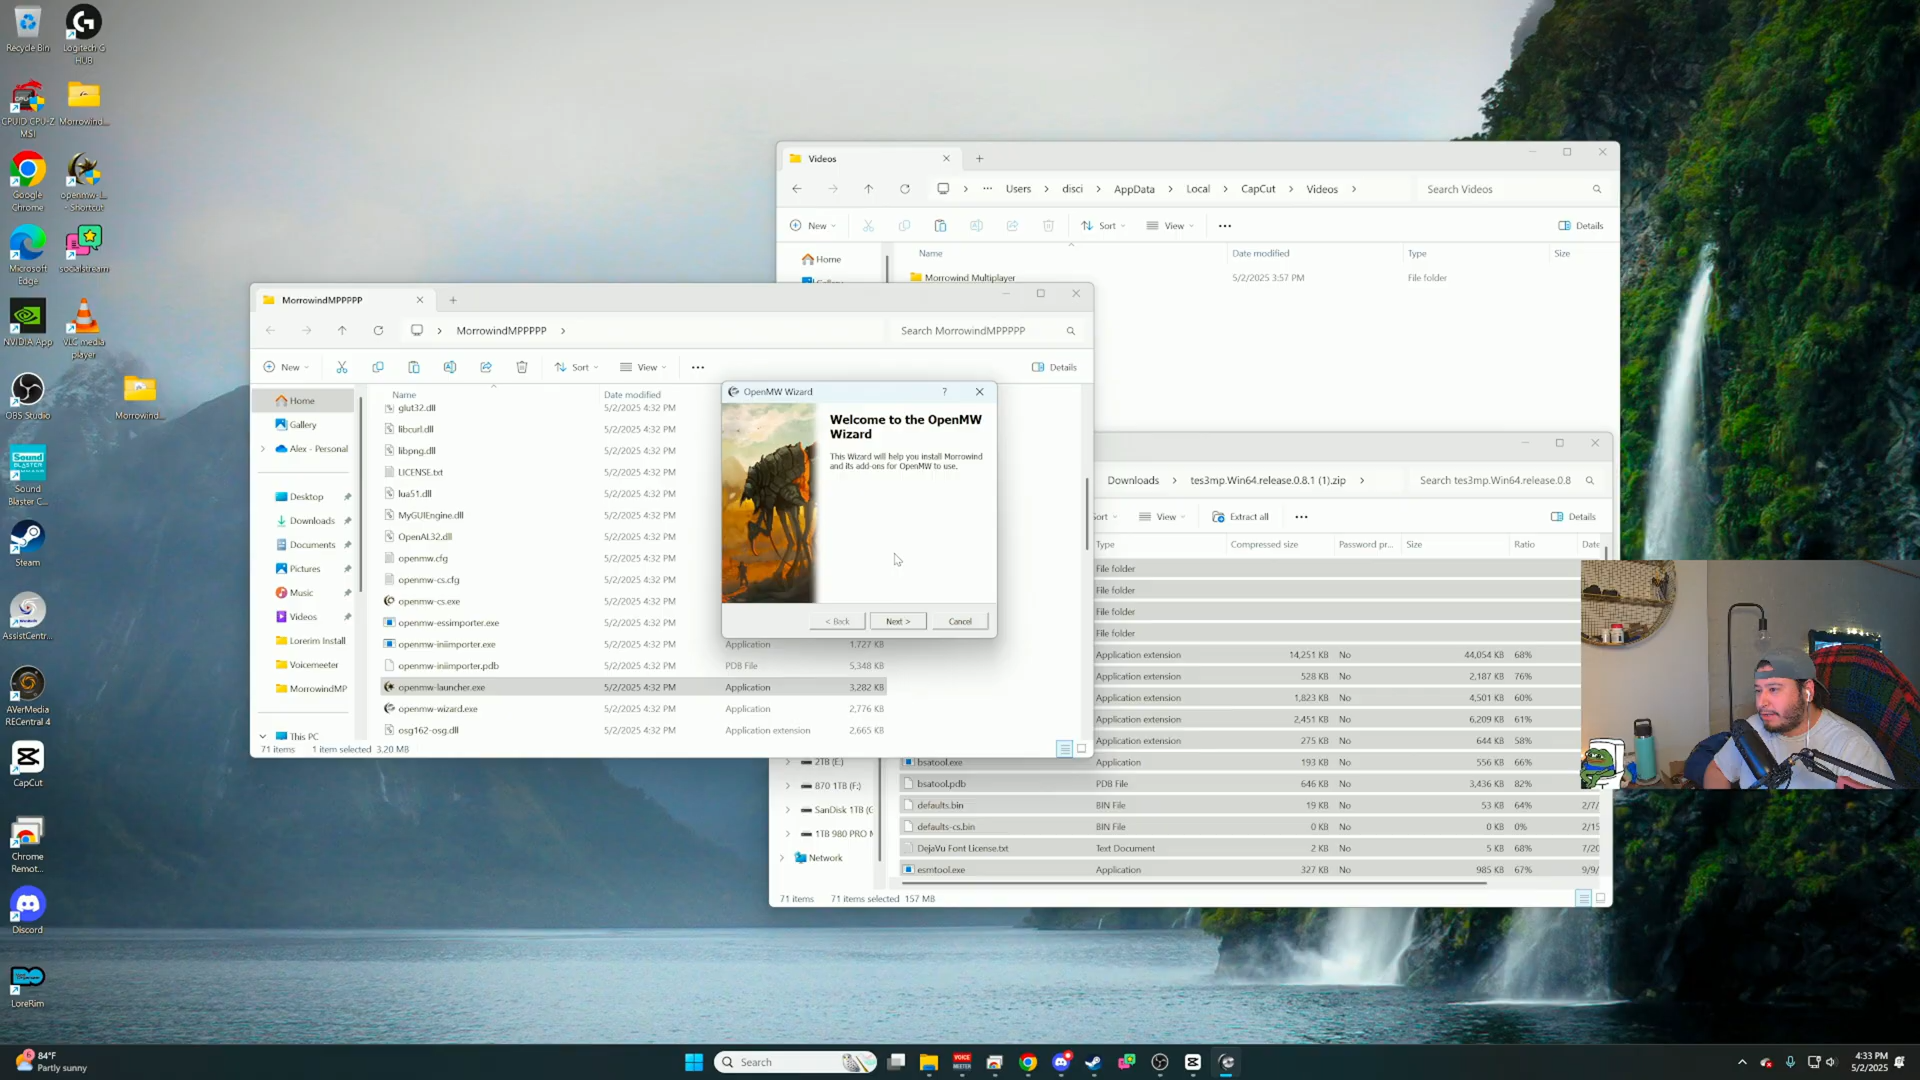 Recycle Bin
Logitech G
HUB
CPUID CPU-Z
MSI
Morrowind...
Google
Chrome
openmw-l...
- Shortcut
Microsoft
Edge
socialstream
NVIDIA App
VLC media
player
OBS Studio
Morrowind...
Sound
Blaster C...
Steam
AssistCentr...
AVerMedia
RECentral 4
CapCut
Chrome
Remot...
Discord
LoreRim
Videos
Users > disci > AppData > Local > CapCut > Videos >
Search Videos
New
Sort
View
Details
Name
Date modified
Type
Size
Home
Morrowind Multiplayer
5/2/2025 3:57 PM
File folder
MorrowindMPPPPP
MorrowindMPPPPP >
Search MorrowindMPPPPP
New
Sort
View
Details
Home
Gallery
Alex - Personal
Desktop
Downloads
Documents
Pictures
Music
Videos
Lorerim Install
Voicemeeter
MorrowindMP
This PC
Name
Date modified
glut32.dll 5/2/2025 4:32 PM
libcurl.dll 5/2/2025 4:32 PM
libpng.dll 5/2/2025 4:32 PM
LICENSE.txt 5/2/2025 4:32 PM
lua51.dll 5/2/2025 4:32 PM
MyGUIEngine.dll 5/2/2025 4:32 PM
OpenAL32.dll 5/2/2025 4:32 PM
openmw.cfg 5/2/2025 4:32 PM
openmw-cs.cfg 5/2/2025 4:32 PM
openmw-cs.exe 5/2/2025 4:32 PM
openmw-essimporter.exe 5/2/2025 4:32 PM
openmw-iniimporter.exe 5/2/2025 4:32 PM Application 1,727 KB
openmw-iniimporter.pdb 5/2/2025 4:32 PM PDB File 5,348 KB
openmw-launcher.exe 5/2/2025 4:32 PM Application 3,282 KB
openmw-wizard.exe 5/2/2025 4:32 PM Application 2,776 KB
osg162-osg.dll 5/2/2025 4:32 PM Application extension 2,665 KB
71 items 1 item selected 3.20 MB
OpenMW Wizard
Welcome to the OpenMW
Wizard
This Wizard will help you install Morrowind
and its add-ons for OpenMW to use.
< Back
Next >
Cancel
Downloads > tes3mp.Win64.release.0.8.1 (1).zip >
Search tes3mp.Win64.release.0.8
Sort
View
Extract all
Details
Type
Compressed size
Password pr...
Size
Ratio
Date
File folder
File folder
File folder
File folder
Application extension 14,251 KB No 44,054 KB 68%
Application extension 528 KB No 2,187 KB 76%
Application extension 1,823 KB No 4,501 KB 60%
Application extension 2,451 KB No 6,209 KB 61%
Application extension 275 KB No 644 KB 58%
bsatool.exe Application 193 KB No 556 KB 66%
bsatool.pdb PDB File 646 KB No 3,436 KB 82%
defaults.bin BIN File 19 KB No 53 KB 64% 2/7/
defaults-cs.bin BIN File 0 KB No 0 KB 0% 2/15
DejaVu Font License.txt Text Document 2 KB No 5 KB 68% 7/20
esmtool.exe Application 327 KB No 985 KB 67% 9/9/
2TB (E:)
870 1TB (F:)
SanDisk 1TB (G
1TB 980 PRO
Network
71 items 71 items selected 157 MB
84°F
Partly sunny
Search
4:33 PM
5/2/2025